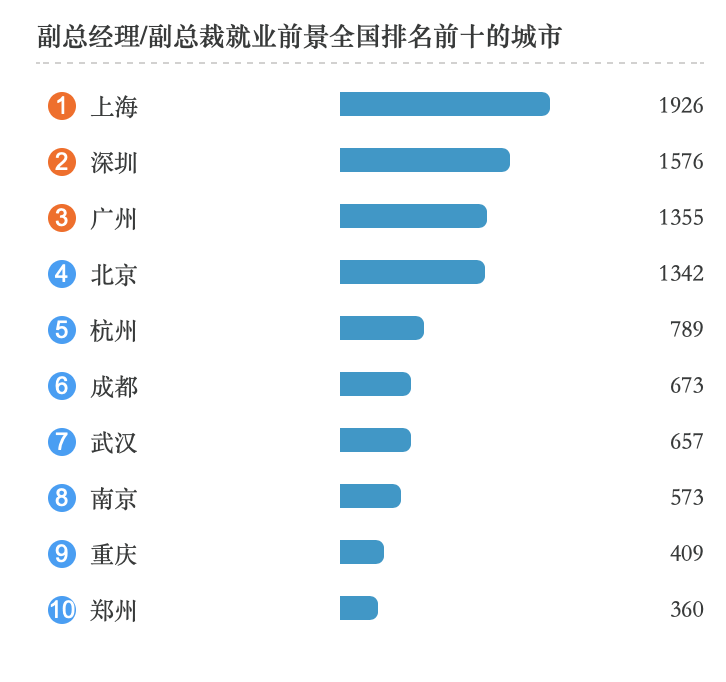 副总经理/副总裁就业前景全国排名前十的城市
1 上海 1926
2 深圳 1576
3 广州 1355
4 北京 1342
5 杭州 789
6 成都 673
7 武汉 657
8 南京 573
9 重庆 409
10 郑州 360